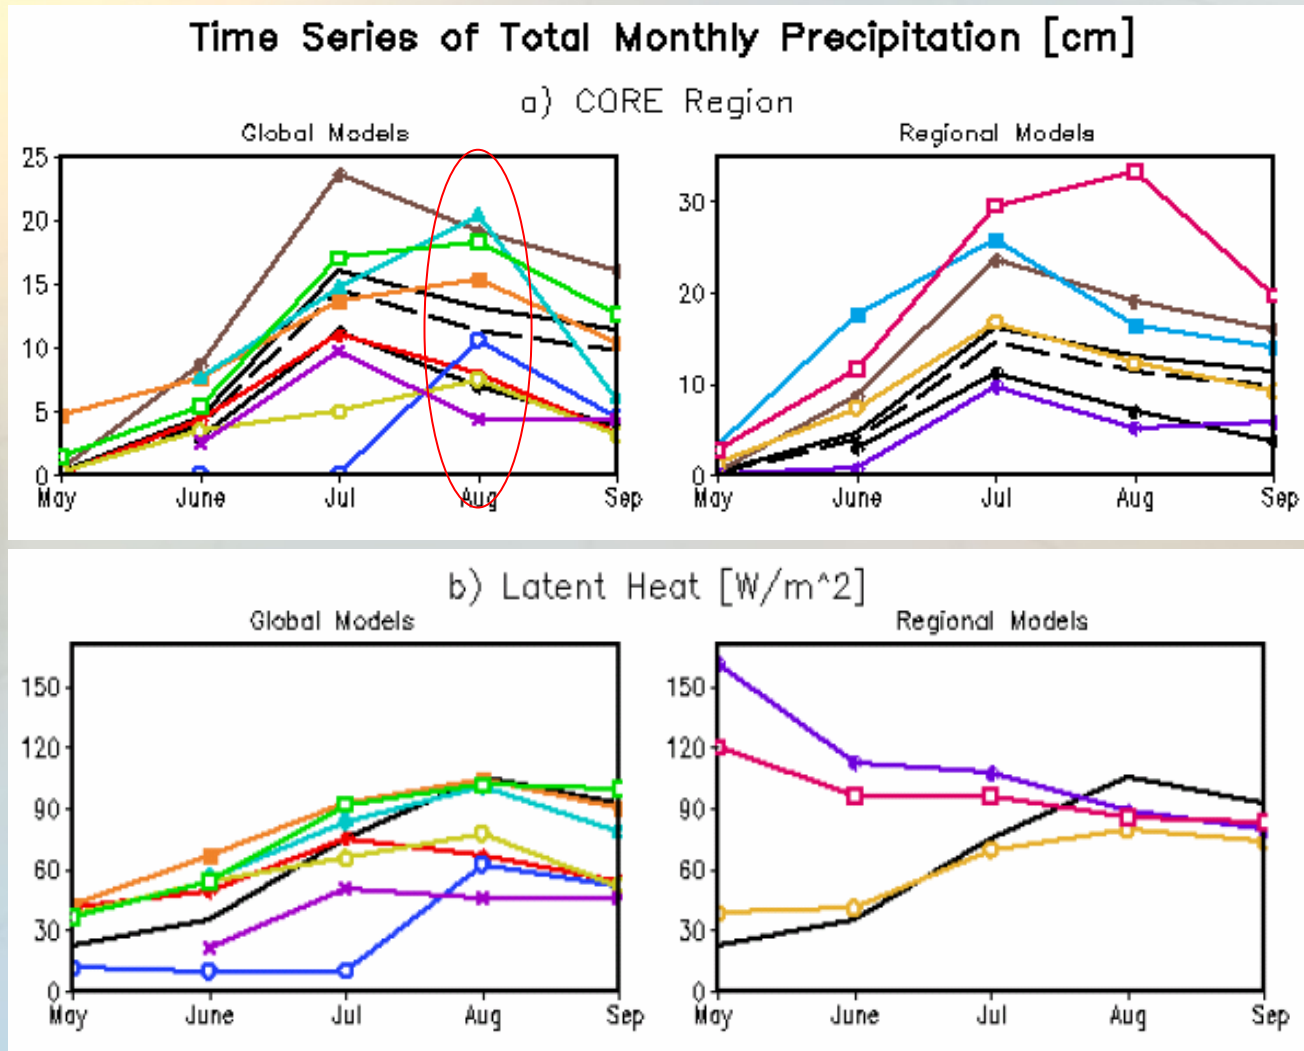 Time Series of Total Monthly Precipitation [cm]
a) CORE Region
Global Models
Regional Models
25
20
15
10
5
0
May June Jul Aug Sep
30
20
10
0
May June Jul Aug Sep
b) Latent Heat [W/m^2]
Global Models
Regional Models
150
120
90
60
30
0
May June Jul Aug Sep
150
120
90
60
30
0
May June Jul Aug Sep